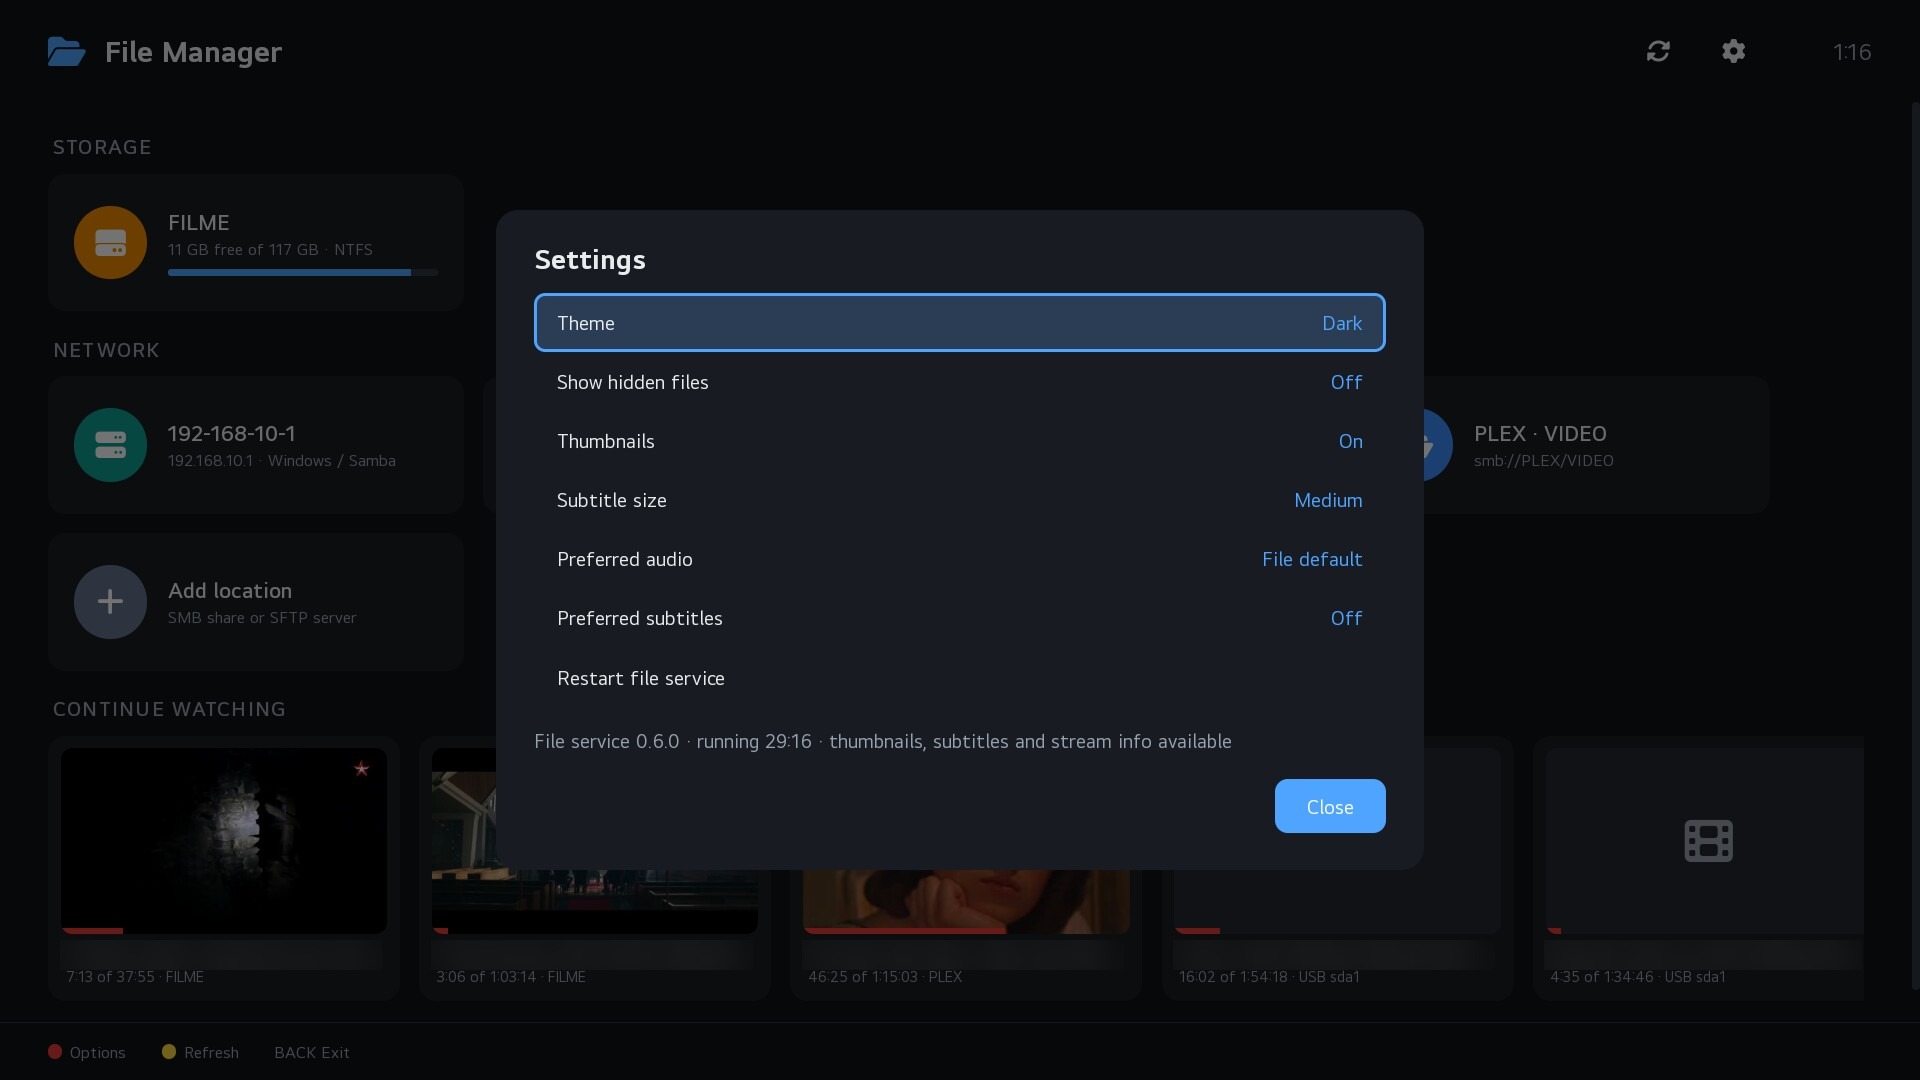 File Manager
1:16
STORAGE
FILME
11 GB free of 117 GB · NTFS
NETWORK
192-168-10-1
192.168.10.1 · Windows / Samba
PLEX · VIDEO
smb://PLEX/VIDEO
Add location
SMB share or SFTP server
CONTINUE WATCHING
7:13 of 37:55 · FILME
3:06 of 1:03:14 · FILME
46:25 of 1:15:03 · PLEX
16:02 of 1:54:18 · USB sda1
4:35 of 1:34:46 · USB sda1
Settings
Theme Dark
Show hidden files Off
Thumbnails On
Subtitle size Medium
Preferred audio File default
Preferred subtitles Off
Restart file service
File service 0.6.0 · running 29:16 · thumbnails, subtitles and stream info available
Close
Options Refresh BACK Exit